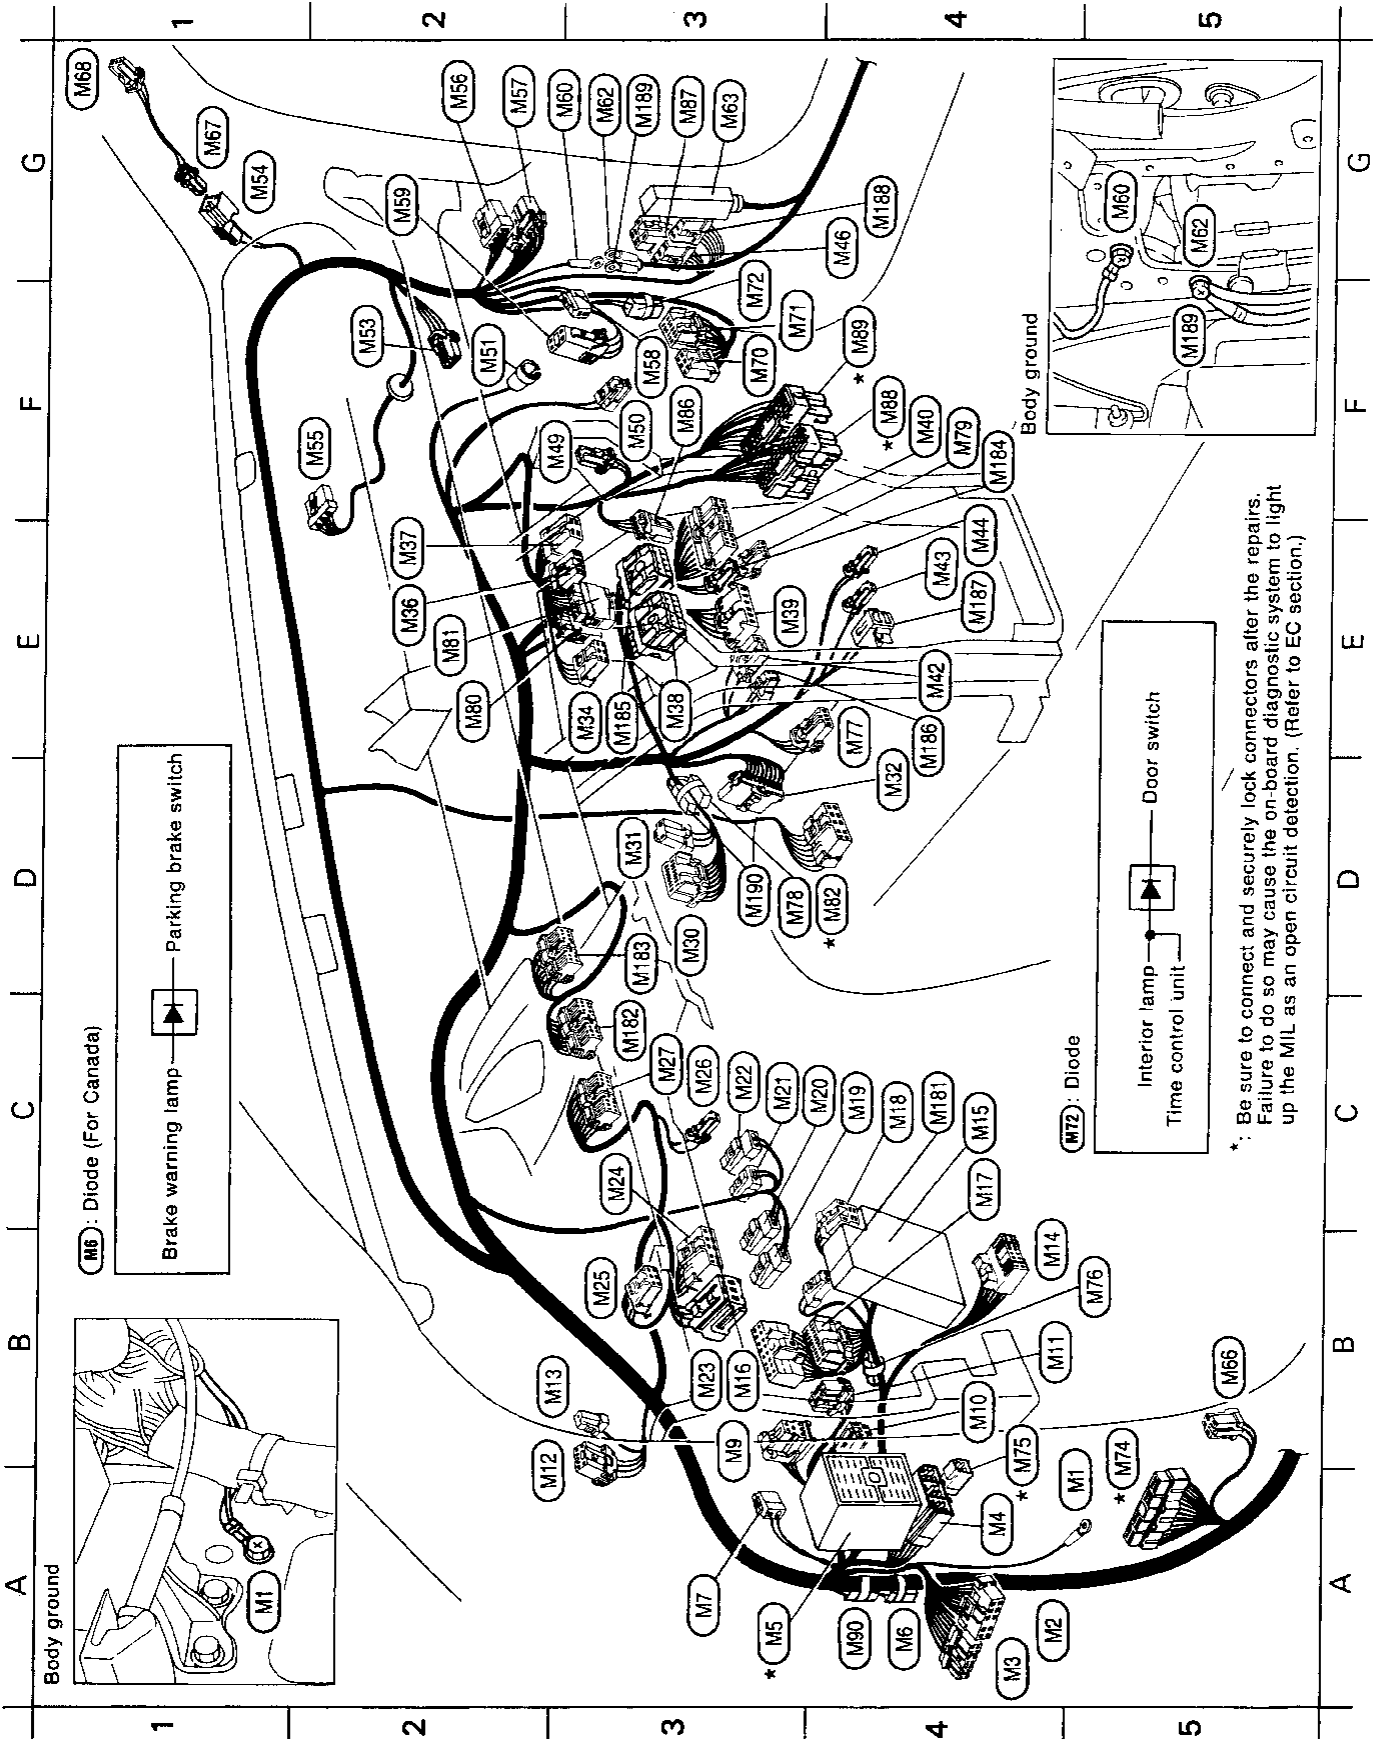 A
B
C
D
E
F
G
1
2
3
4
5
Body ground
M1
M6 : Diode (For Canada)
Brake warning lamp
Parking brake switch
M68
M67
M54
M56
M57
M60
M62
M189
M87
M63
M59
M188
M46
M53
M51
M72
M71
M70
M58
M55
M49
M50
M86
* M89
* M88
M40
M79
M184
M37
M36
M81
M80
M44
M43
M187
M39
M34
M185
M38
M42
M186
M77
M32
M31
M190
M78
* M82
M183
M30
M182
M27
M26
M22
M21
M20
M19
M18
M181
M15
M17
M24
M25
M14
M76
M13
M12
M23
M16
M11
M10
M9
M66
* M75
M1
* M74
M4
M7
* M5
M90
M6
M3
M2
Body ground
M60
M62
M189
M72 : Diode
Interior lamp
Time control unit
Door switch
* : Be sure to connect and securely lock connectors after the repairs.
Failure to do so may cause the on-board diagnostic system to light
up the MIL as an open circuit detection. (Refer to EC section.)
A
B
C
D
E
F
G
1
2
3
4
5